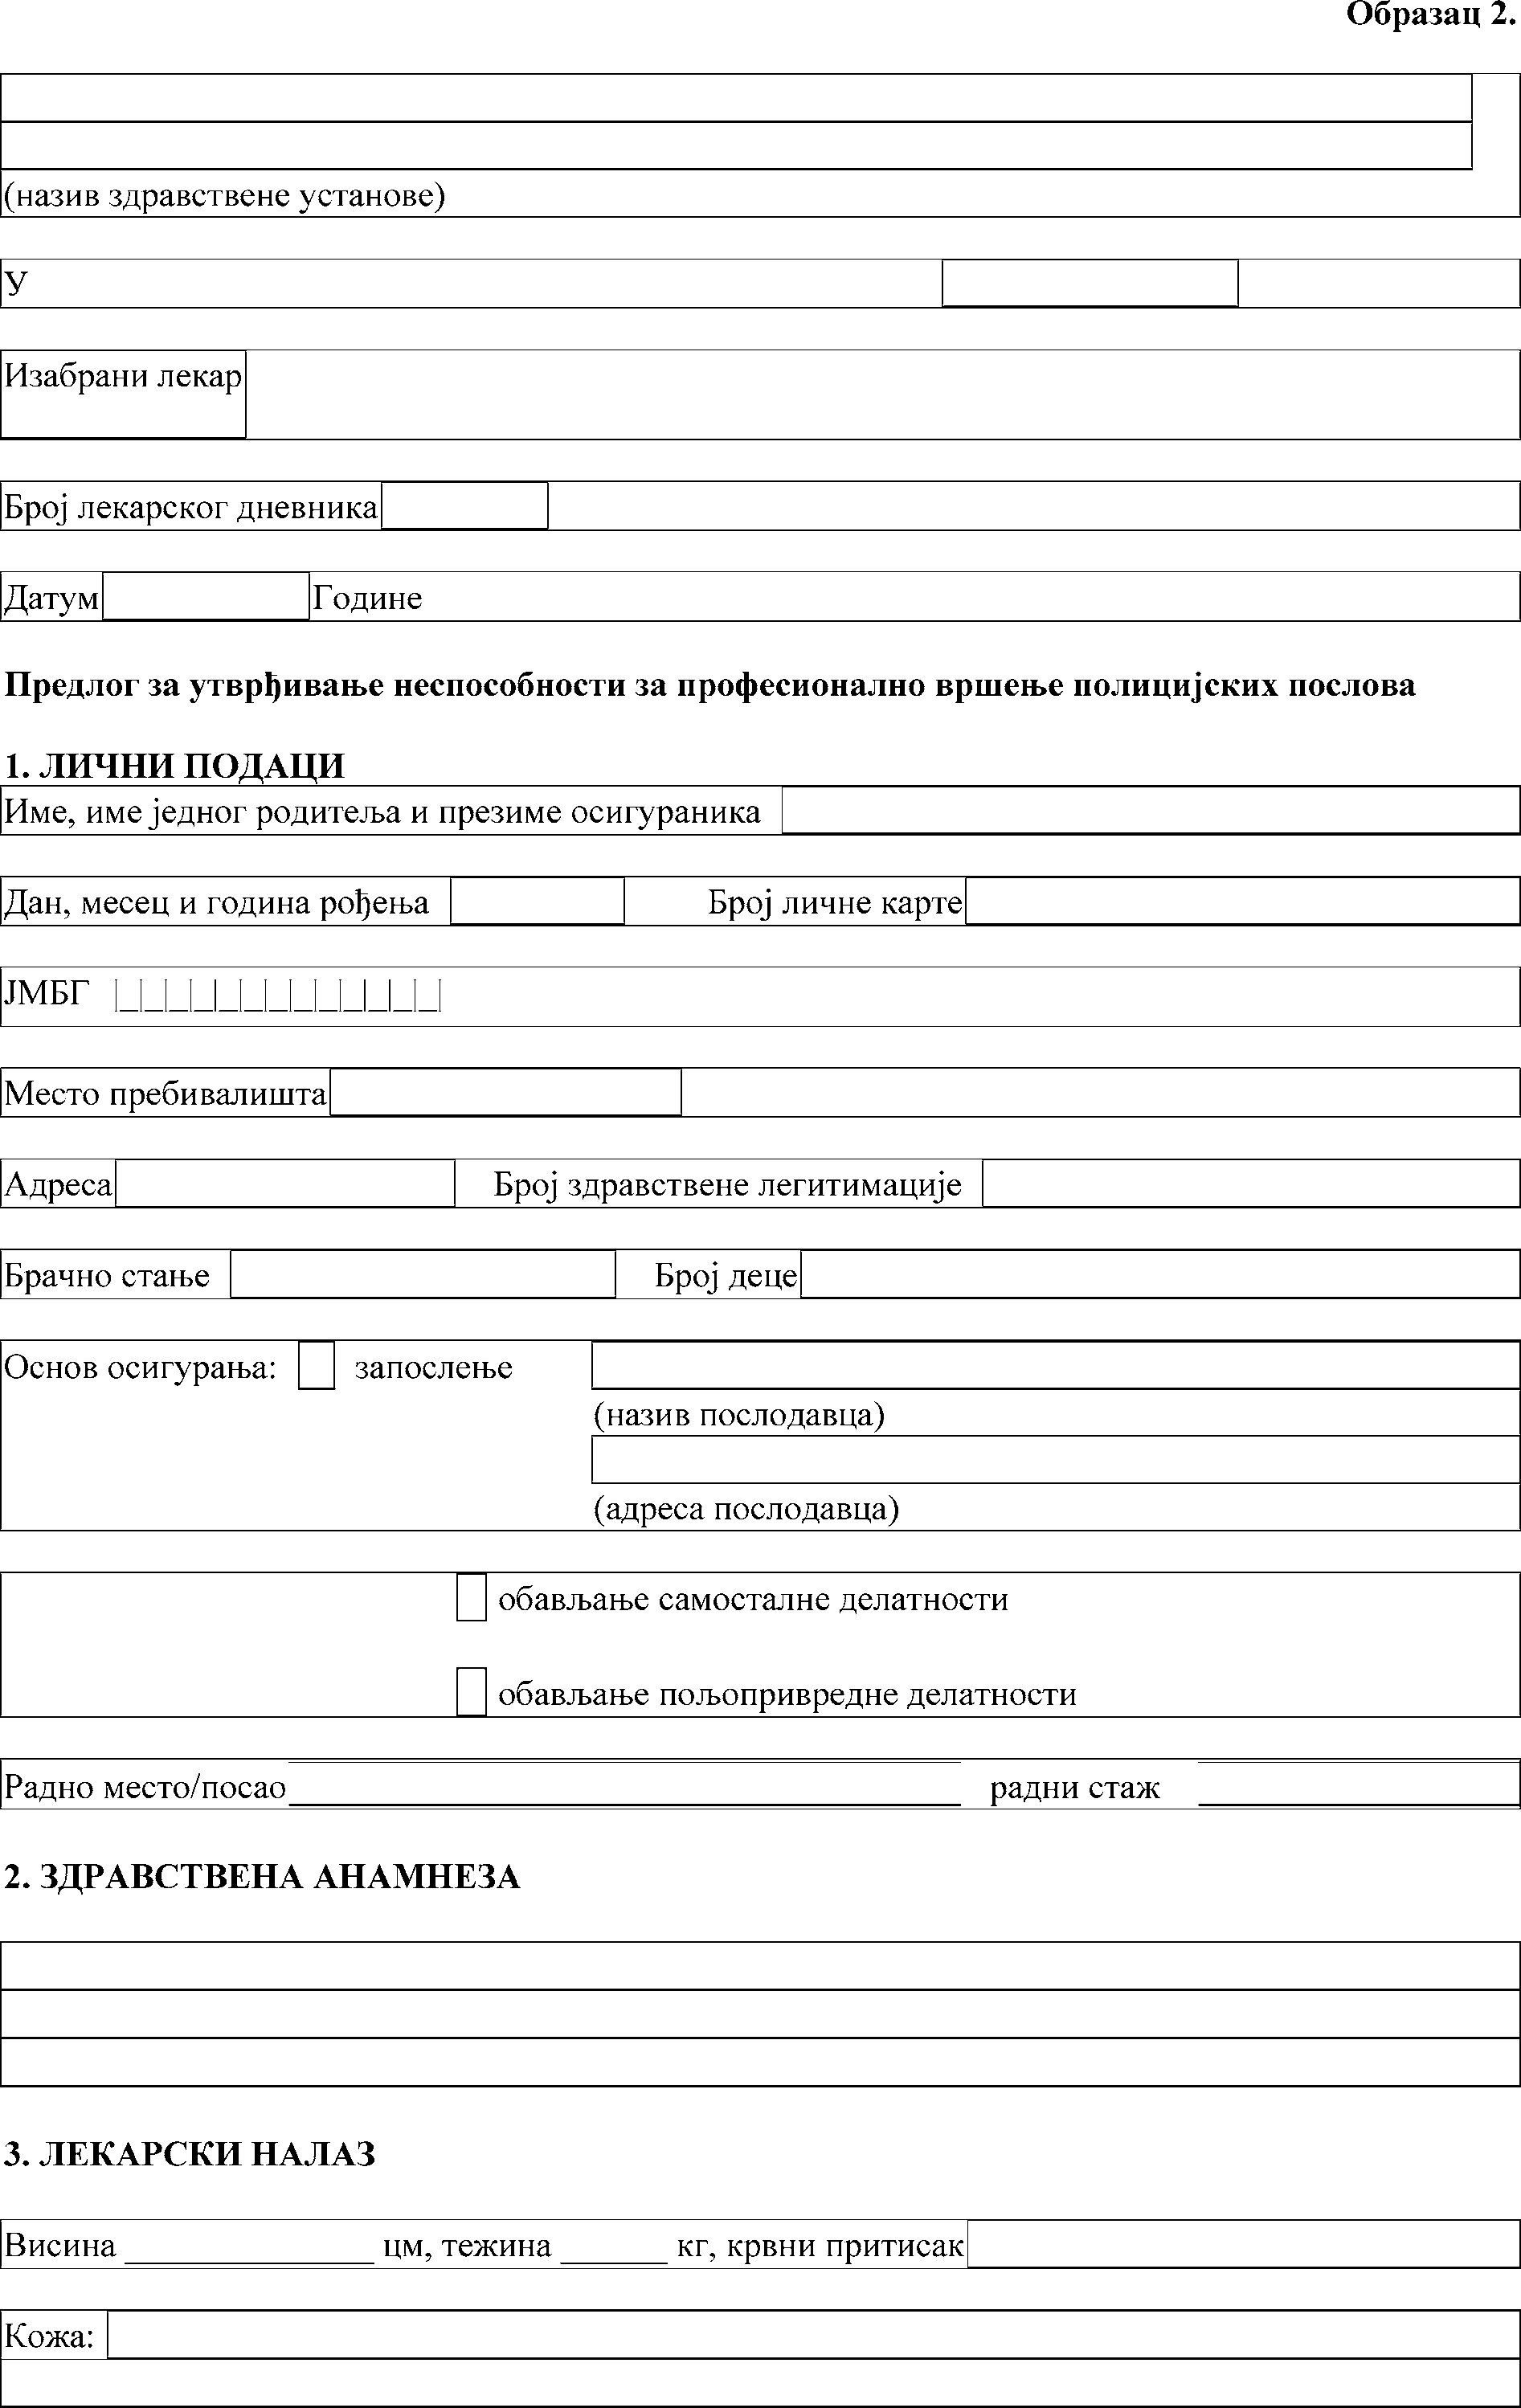 Образац 2.
(назив здравствене установе)
У
Изабрани лекар
Број лекарског дневника
Датум Године
Предлог за утврђивање неспособности за професионално вршење полицијских послова
1. ЛИЧНИ ПОДАЦИ
Име, име једног родитеља и презиме осигураника
Дан, месец и година рођења Број личне карте
ЈМБГ |_|_|_|_|_|_|_|_|_|_|_|_|_|
Место пребивалишта
Адреса Број здравствене легитимације
Брачно стање Број деце
Основ осигурања: запослење
(назив послодавца)
(адреса послодавца)
обављање самосталне делатности
обављање пољопривредне делатности
Радно место/посао радни стаж
2. ЗДРАВСТВЕНА АНАМНЕЗА
3. ЛЕКАРСКИ НАЛАЗ
Висина ______________ цм, тежина ______ кг, крвни притисак
Кожа: